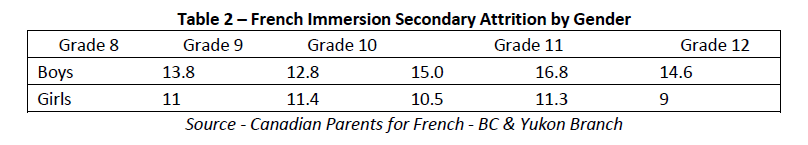 Table 2 – French Immersion Secondary Attrition by Gender
Grade 8 Grade 9 Grade 10 Grade 11 Grade 12
Boys 13.8 12.8 15.0 16.8 14.6
Girls 11 11.4 10.5 11.3 9
Source - Canadian Parents for French - BC & Yukon Branch